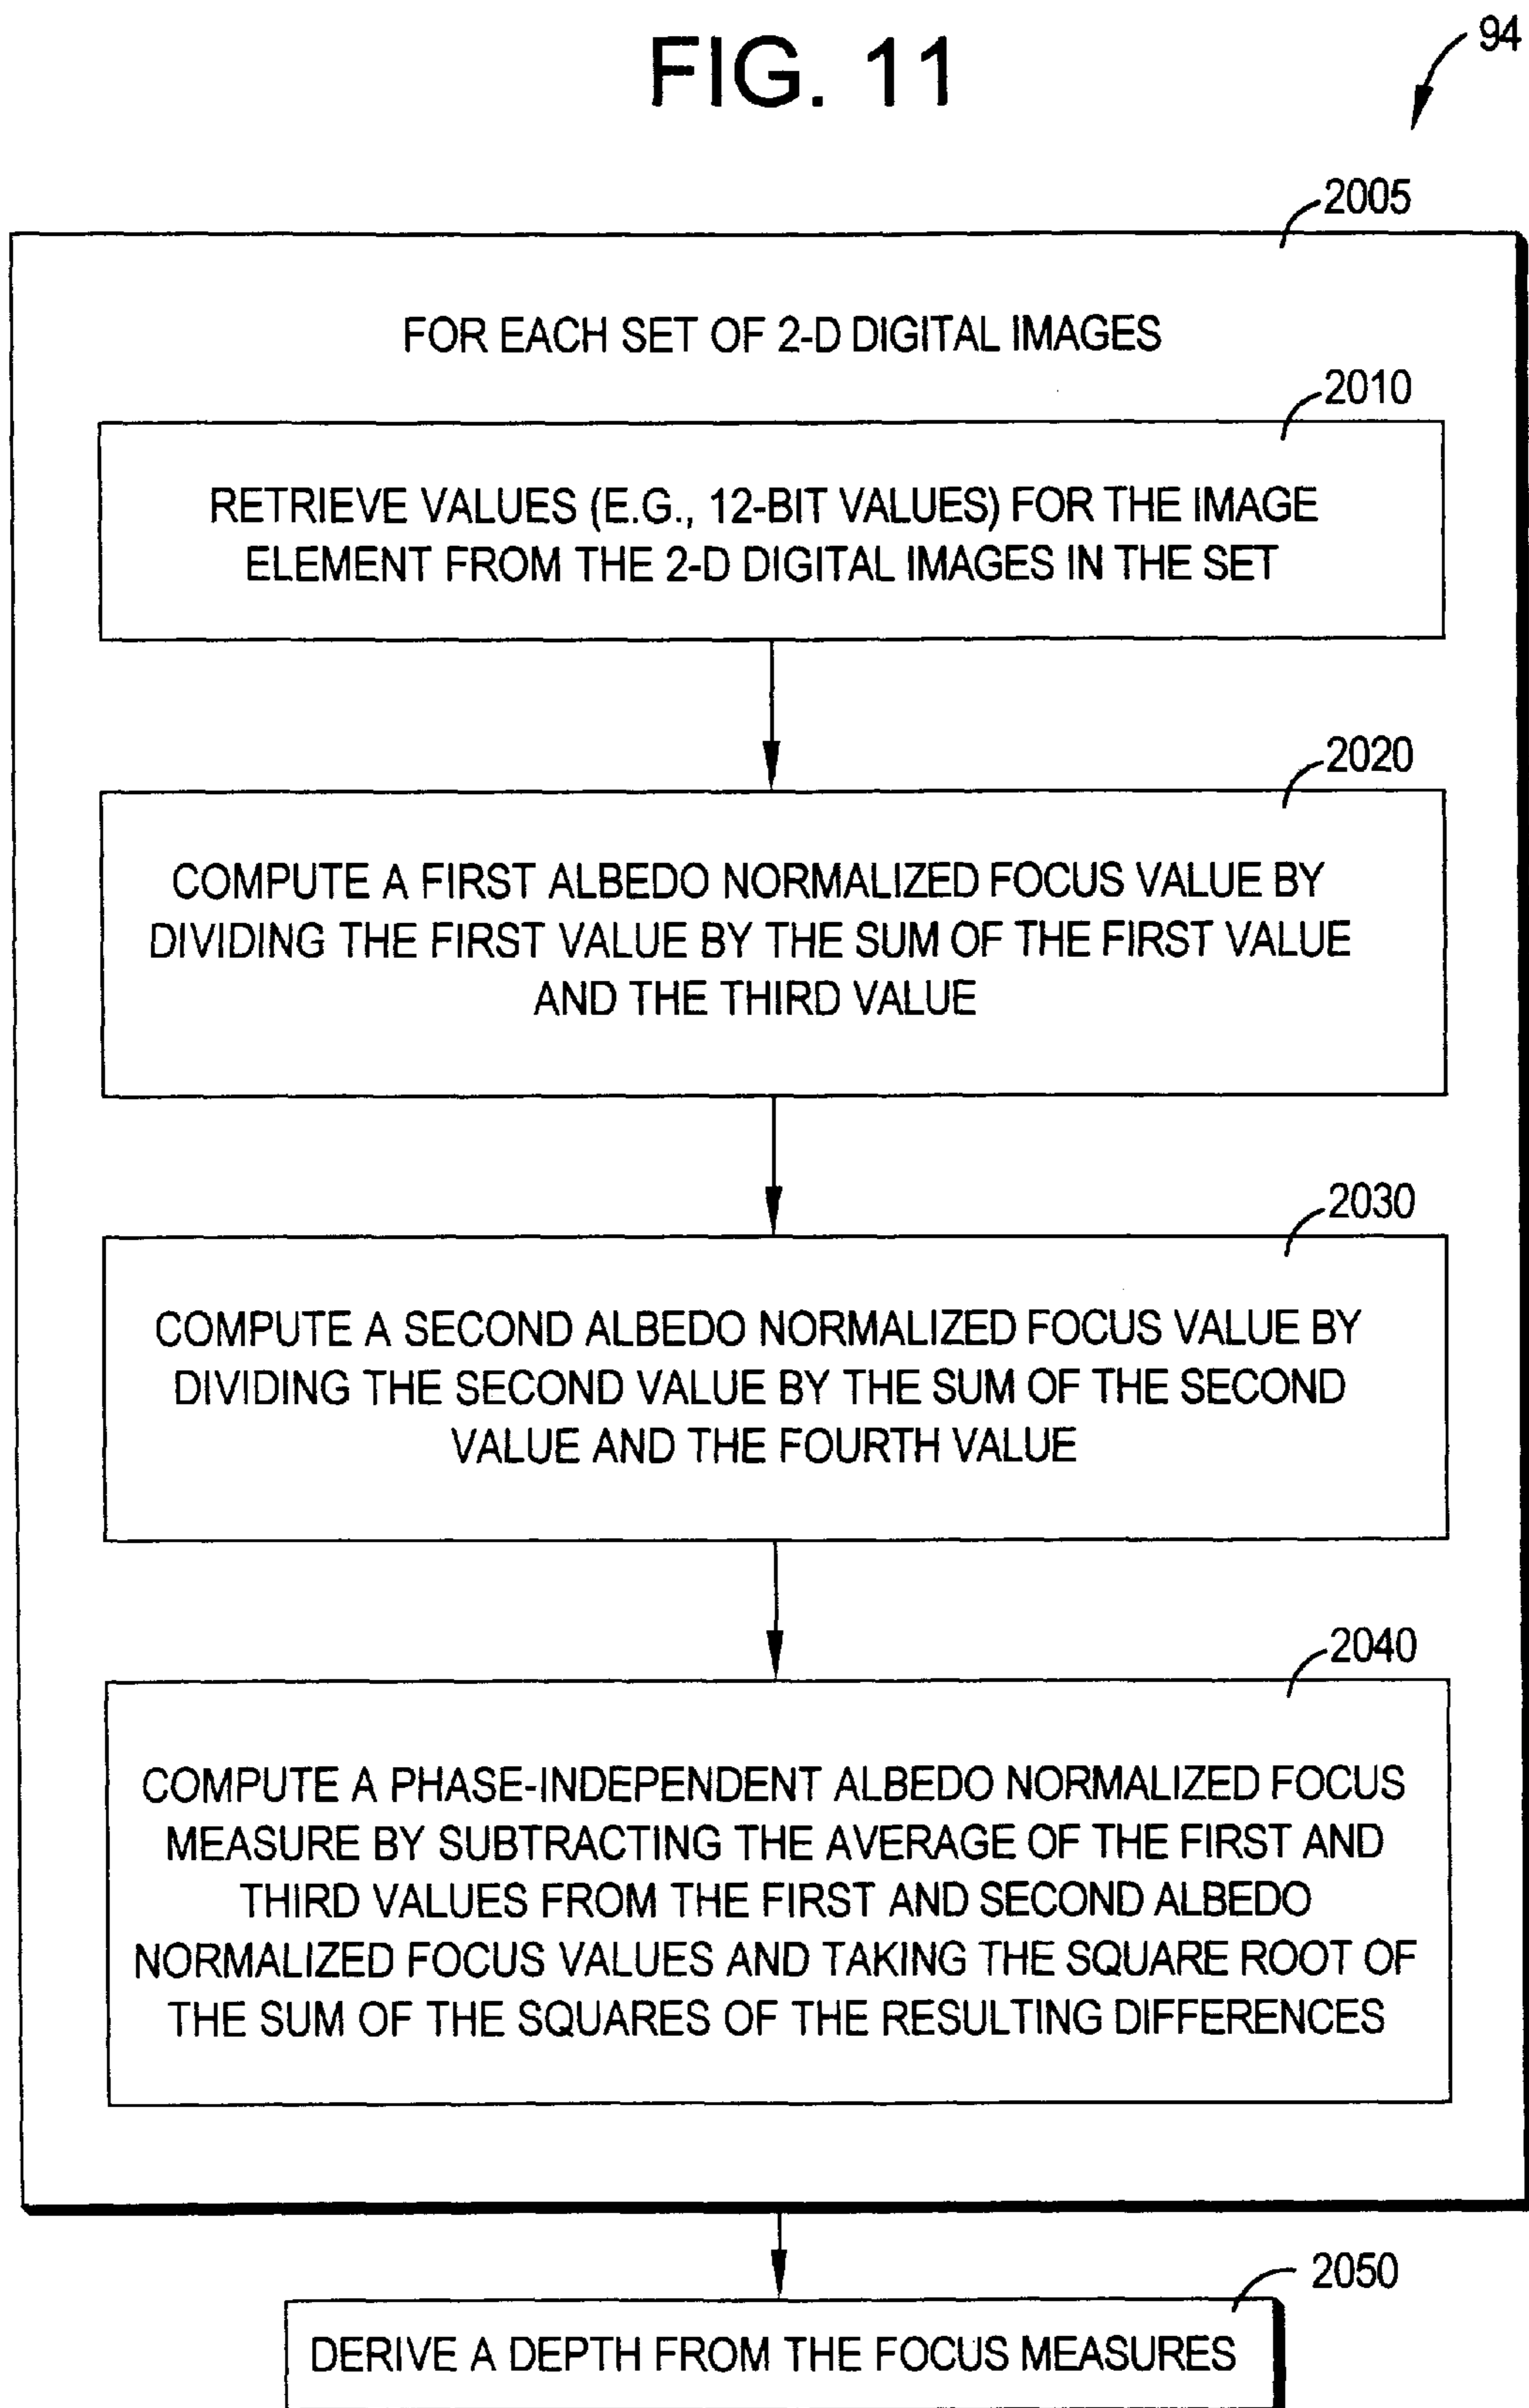 FIG. 11
94
2005
FOR EACH SET OF 2-D DIGITAL IMAGES
2010
RETRIEVE VALUES (E.G., 12-BIT VALUES) FOR THE IMAGE
ELEMENT FROM THE 2-D DIGITAL IMAGES IN THE SET
2020
COMPUTE A FIRST ALBEDO NORMALIZED FOCUS VALUE BY
DIVIDING THE FIRST VALUE BY THE SUM OF THE FIRST VALUE
AND THE THIRD VALUE
2030
COMPUTE A SECOND ALBEDO NORMALIZED FOCUS VALUE BY
DIVIDING THE SECOND VALUE BY THE SUM OF THE SECOND
VALUE AND THE FOURTH VALUE
2040
COMPUTE A PHASE-INDEPENDENT ALBEDO NORMALIZED FOCUS
MEASURE BY SUBTRACTING THE AVERAGE OF THE FIRST AND
THIRD VALUES FROM THE FIRST AND SECOND ALBEDO
NORMALIZED FOCUS VALUES AND TAKING THE SQUARE ROOT OF
THE SUM OF THE SQUARES OF THE RESULTING DIFFERENCES
2050
DERIVE A DEPTH FROM THE FOCUS MEASURES